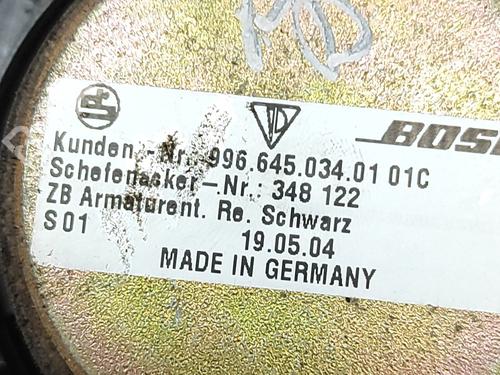 Kunden.-Nr.: 996.645.034.01 01C
Schefenacker-Nr.: 348 122
ZB Armaturent. Re. Schwarz
S01
19.05.04
MADE IN GERMANY